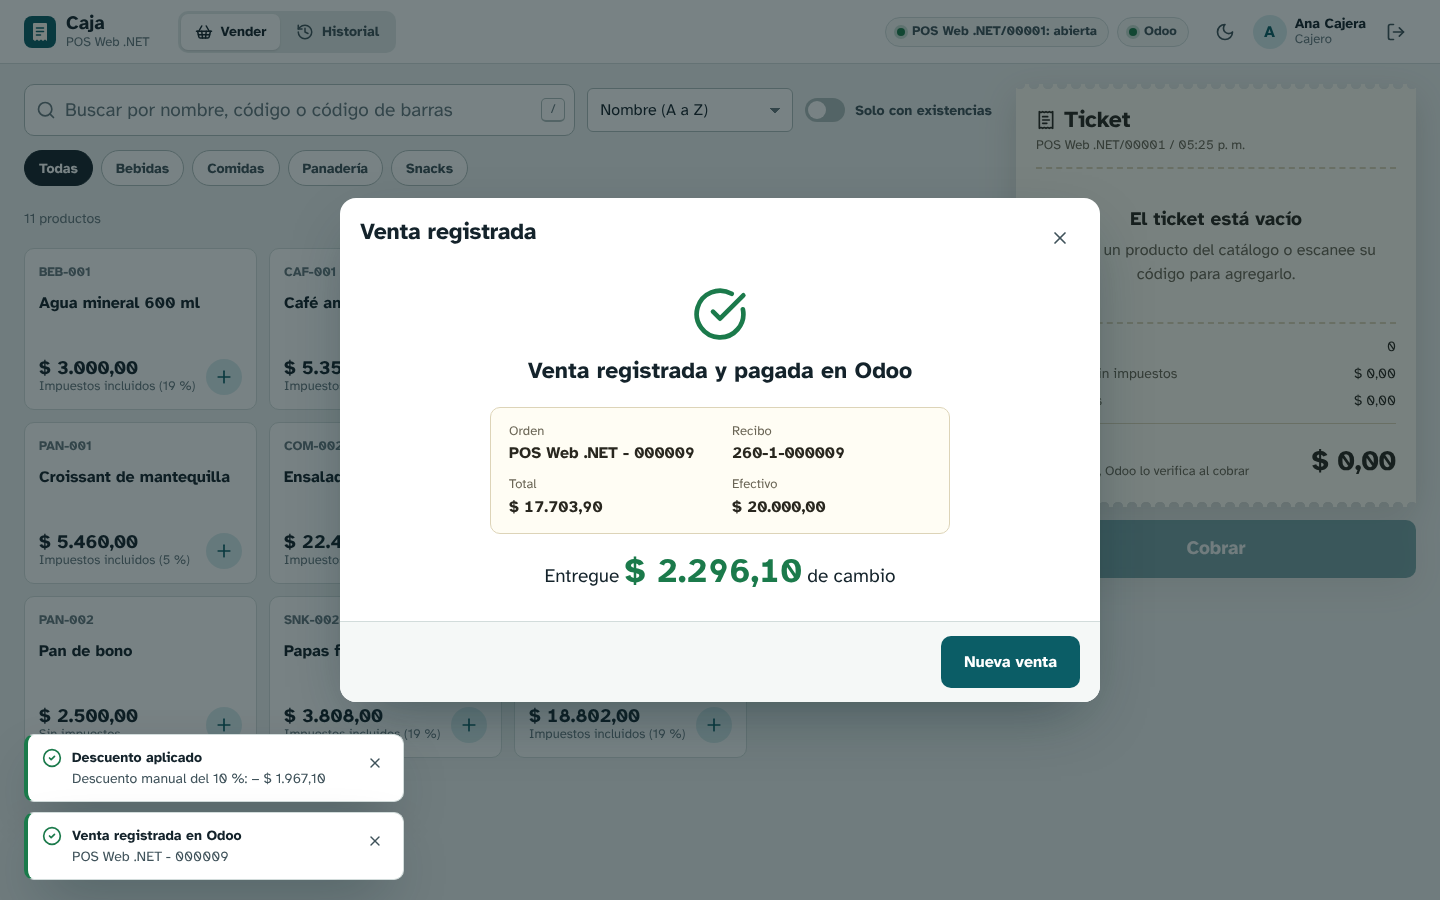 Caja
POS Web .NET
Vender
Historial
POS Web .NET/00001: abierta
Odoo
A
Ana Cajera
Cajero
Buscar por nombre, código o código de barras
/
Nombre (A a Z)
Solo con existencias
Todas
Bebidas
Comidas
Panadería
Snacks
11 productos
Ticket
POS Web .NET/00001 / 05:25 p. m.
El ticket está vacío
un producto del catálogo o escanee su
código para agregarlo.
0
impuestos
$ 0,00
$ 0,00
Odoo lo verifica al cobrar
$ 0,00
Cobrar
BEB-001
Agua mineral 600 ml
$ 3.000,00
Impuestos incluidos (19 %)
CAF-001
Café
$ 5.35
Impuesto
PAN-001
Croissant de mantequilla
$ 5.460,00
Impuestos incluidos (5 %)
COM-002
Ensala
$ 22.4
Impuesto
PAN-002
Pan de bono
$ 2.500,00
Sin impuestos
SNK-002
Papas
$ 3.808,00
Impuestos incluidos (19 %)
$ 18.802,00
Impuestos incluidos (19 %)
Venta registrada
Venta registrada y pagada en Odoo
Orden
POS Web .NET - 000009
Recibo
260-1-000009
Total
$ 17.703,90
Efectivo
$ 20.000,00
Entregue $ 2.296,10 de cambio
Nueva venta
Descuento aplicado
Descuento manual del 10 %: – $ 1.967,10
Venta registrada en Odoo
POS Web .NET - 000009